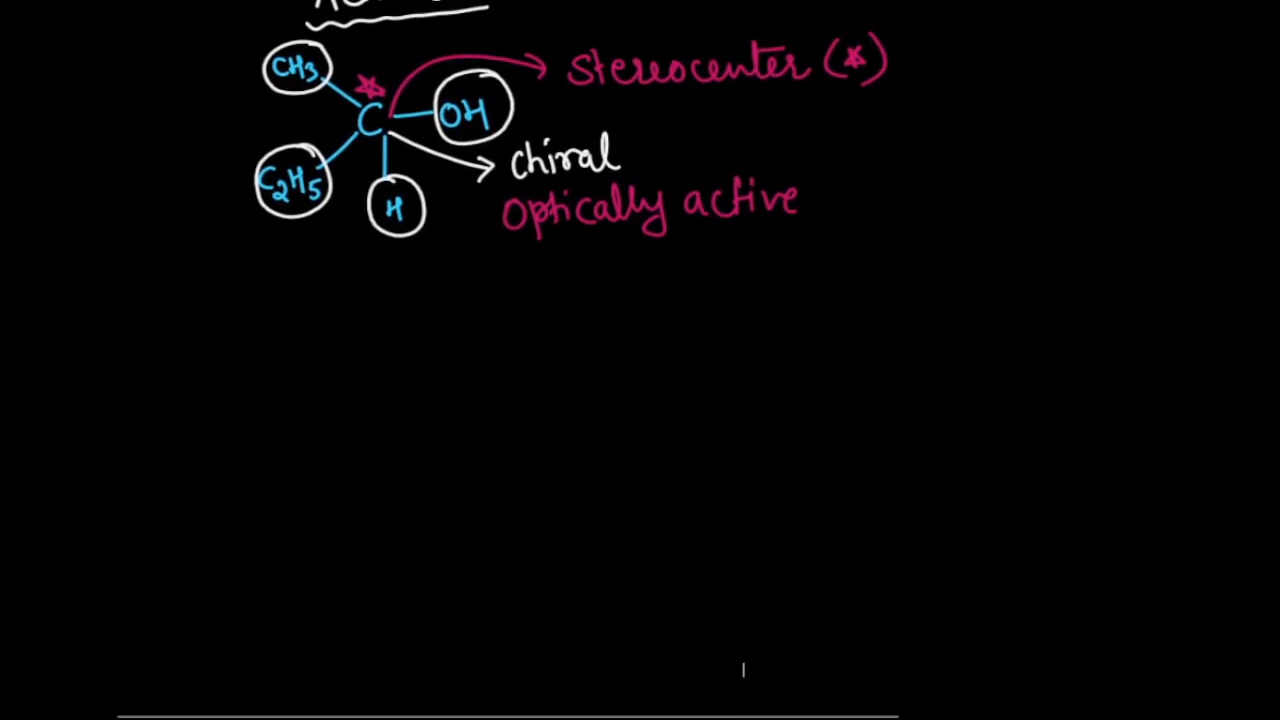 CH3
Stereocenter (*)
C
OH
Chiral
C2H5
H
Optically active